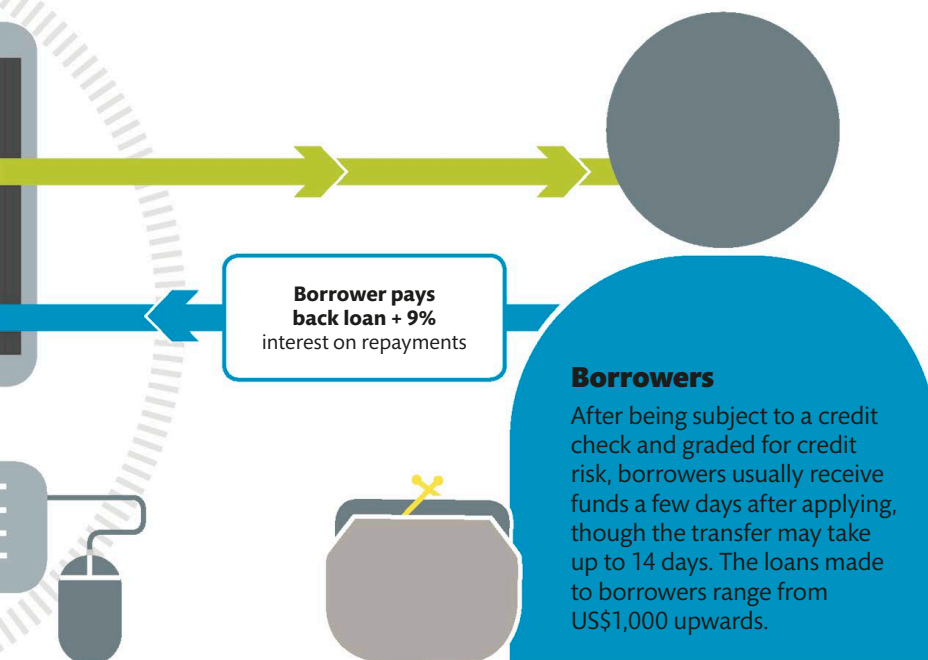 Borrower pays
back loan + 9%
interest on repayments
Borrowers
After being subject to a credit
check and graded for credit
risk, borrowers usually receive
funds a few days after applying,
though the transfer may take
up to 14 days. The loans made
to borrowers range from
US$1,000 upwards.